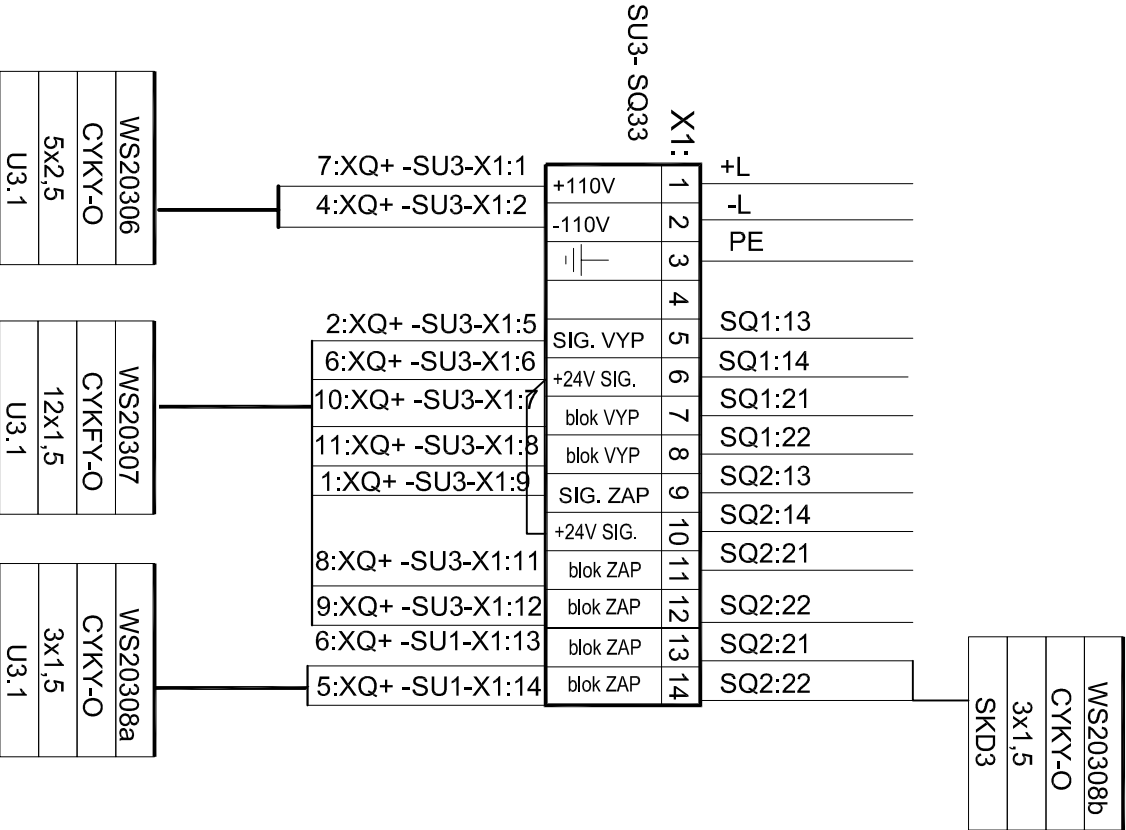 SU3- SQ33
X1:
7:XQ+ -SU3-X1:1
+110V
1
+L
4:XQ+ -SU3-X1:2
-110V
2
-L
3
PE
4
2:XQ+ -SU3-X1:5
SIG. VYP
5
SQ1:13
6:XQ+ -SU3-X1:6
+24V SIG.
6
SQ1:14
10:XQ+ -SU3-X1:7
blok VYP
7
SQ1:21
11:XQ+ -SU3-X1:8
blok VYP
8
SQ1:22
1:XQ+ -SU3-X1:9
SIG. ZAP
9
SQ2:13
+24V SIG.
10
SQ2:14
8:XQ+ -SU3-X1:11
blok ZAP
11
SQ2:21
9:XQ+ -SU3-X1:12
blok ZAP
12
SQ2:22
6:XQ+ -SU1-X1:13
blok ZAP
13
SQ2:21
5:XQ+ -SU1-X1:14
blok ZAP
14
SQ2:22
WS20306
CYKY-O
5x2,5
U3.1
WS20307
CYKFY-O
12x1,5
U3.1
WS20308a
CYKY-O
3x1,5
U3.1
WS20308b
CYKY-O
3x1,5
SKD3